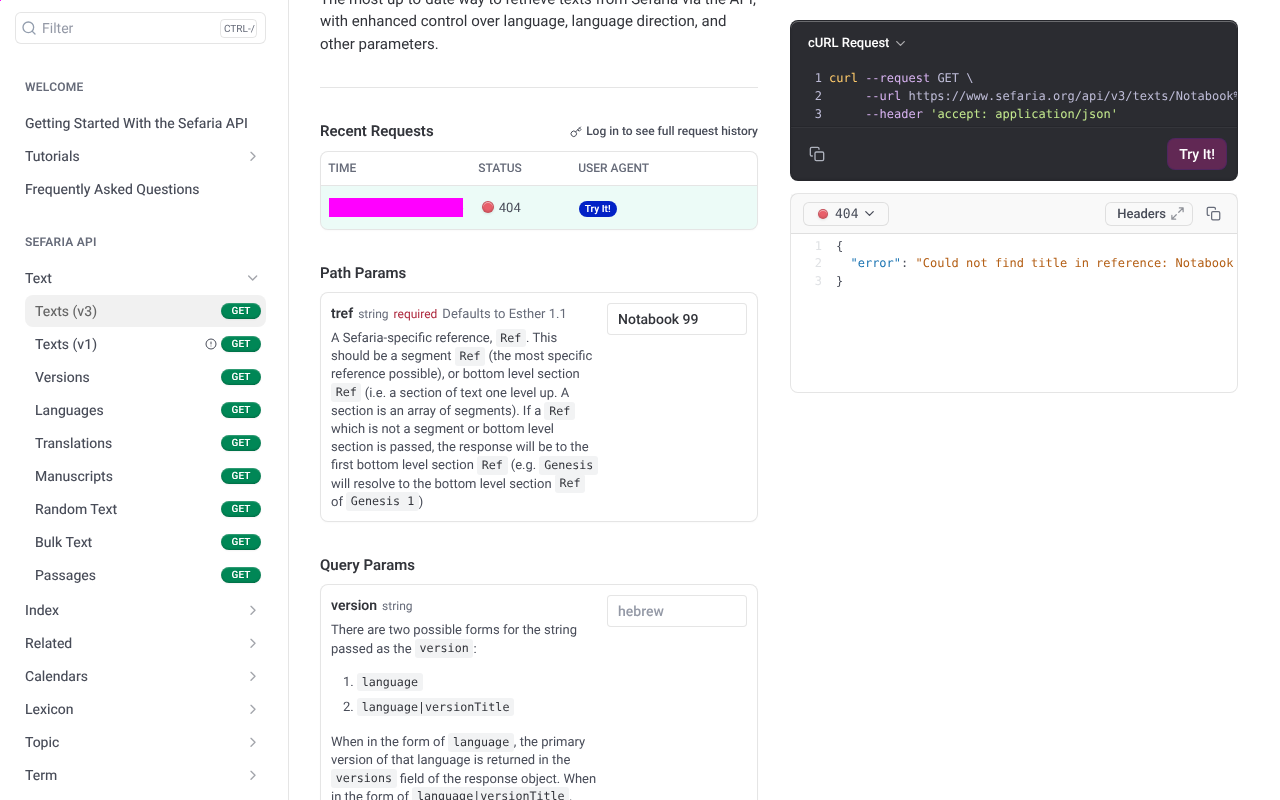 Filter
CTRL-/
WELCOME
Getting Started With the Sefaria API
Tutorials
Frequently Asked Questions
SEFARIA API
Text
Texts (v3) GET
Texts (v1) GET
Versions GET
Languages GET
Translations GET
Manuscripts GET
Random Text GET
Bulk Text GET
Passages GET
Index
Related
Calendars
Lexicon
Topic
Term
The most up to date way to retrieve texts from Sefaria via the API,
with enhanced control over language, language direction, and
other parameters.
Recent Requests
Log in to see full request history
TIME STATUS USER AGENT
404 Try It!
Path Params
tref string required Defaults to Esther 1.1
Notebook 99
A Sefaria-specific reference, Ref. This
should be a segment Ref (the most specific
reference possible), or bottom level section
Ref (i.e. a section of text one level up. A
section is an array of segments). If a Ref
which is not a segment or bottom level
section is passed, the response will be to the
first bottom level section Ref (e.g. Genesis
will resolve to the bottom level section Ref
of Genesis 1)
Query Params
version string
hebrew
There are two possible forms for the string
passed as the version:
1. language
2. language|versionTitle
When in the form of language, the primary
version of that language is returned in the
versions field of the response object. When
in the form of language|versionTitle,
cURL Request
1 curl --request GET \
2 --url https://www.sefaria.org/api/v3/texts/Notebook
3 --header 'accept: application/json'
Try It!
404
Headers
1 {
2 "error": "Could not find title in reference: Notebook
3 }